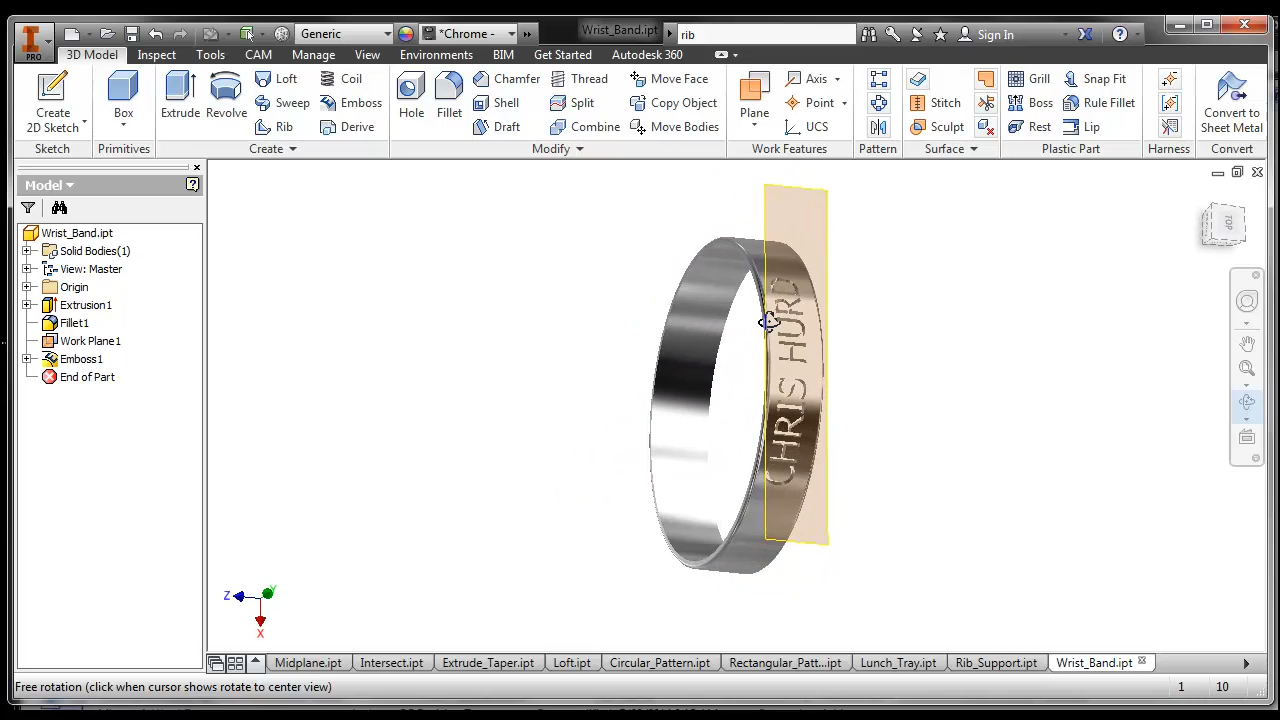 Generic
*Chrome -
Wrist_Band.ipt
rib
Sign In
PRO
3D Model
Inspect
Tools
CAM
Manage
View
Environments
BIM
Get Started
Autodesk 360
Create
2D Sketch
Box
Extrude
Revolve
Loft
Sweep
Rib
Coil
Emboss
Derive
Hole
Fillet
Chamfer
Shell
Draft
Thread
Split
Combine
Move Face
Copy Object
Move Bodies
Plane
Axis
Point
UCS
Stitch
Sculpt
Grill
Boss
Rest
Snap Fit
Rule Fillet
Lip
Convert to
Sheet Metal
Sketch
Primitives
Create
Modify
Work Features
Pattern
Surface
Plastic Part
Harness
Convert
Model
Wrist_Band.ipt
Solid Bodies(1)
View: Master
Origin
Extrusion1
Fillet1
Work Plane1
Emboss1
End of Part
TOP
CHRIS HURD
Z
Y
X
Midplane.ipt
Intersect.ipt
Extrude_Taper.ipt
Loft.ipt
Circular_Pattern.ipt
Rectangular_Patt...ipt
Lunch_Tray.ipt
Rib_Support.ipt
Wrist_Band.ipt
Free rotation (click when cursor shows rotate to center view)
1
10